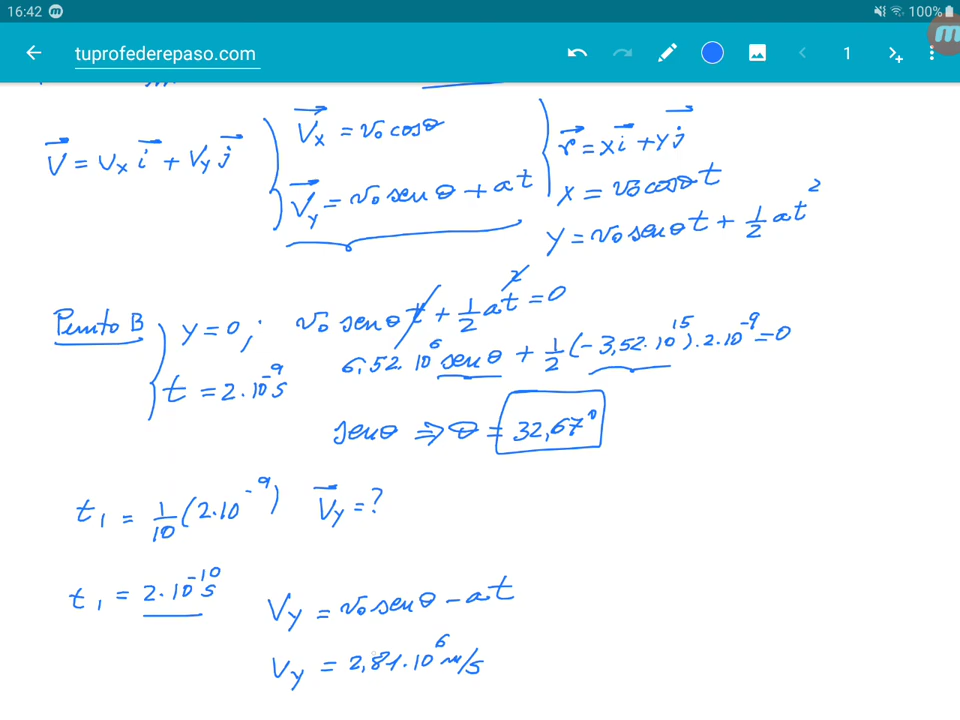 16:42 m 100%
tuprofederepaso.com 1
V = Vx i + Vy j
Vx = v0 cosθ
Vy = v0 sen θ + at
r = x i + y j
x = v0 cosθ t
y = v0 senθ t + 1/2 at²
Punto B
y = 0 ; v0 senθ t + 1/2 at² = 0
t = 2.10⁻⁹ s
6,52.10⁶ senθ + 1/2 (-3,52.10¹⁵).2.10⁻⁹ = 0
senθ ⇒ θ = 32,67°
t₁ = 1/10 (2.10⁻⁹) Vy = ?
t₁ = 2.10⁻¹⁰ s
Vy = v0 sen θ - at
Vy = 2,81.10⁶ m/s